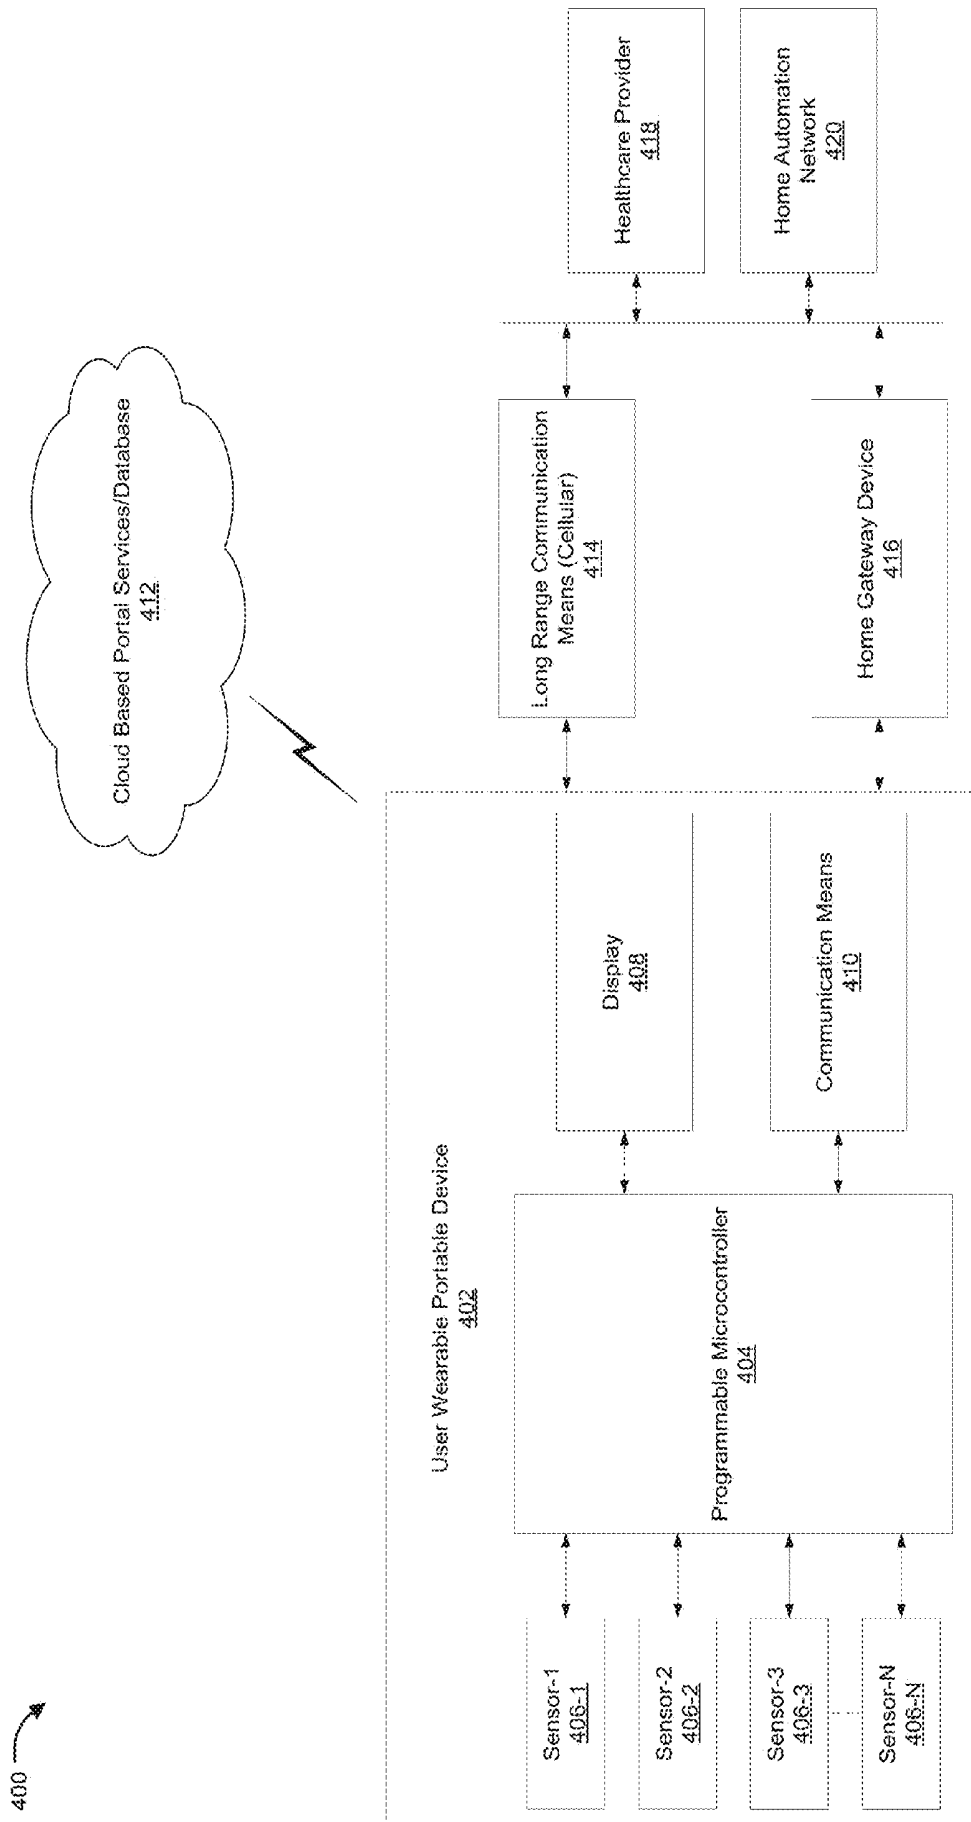 400
Cloud Based Portal Services/Database
412
User Wearable Portable Device
402
Sensor-1
406-1
Sensor-2
406-2
Sensor-3
406-3
Sensor-N
406-N
Programmable Microcontroller
404
Display
408
Communication Means
410
Long Range Communication
Means (Cellular)
414
Home Gateway Device
416
Healthcare Provider
418
Home Automation
Network
420